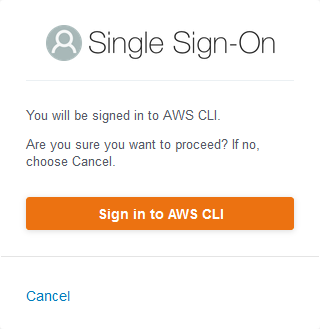 Single Sign-On
You will be signed in to AWS CLI.
Are you sure you want to proceed? If no,
choose Cancel.
Sign in to AWS CLI
Cancel